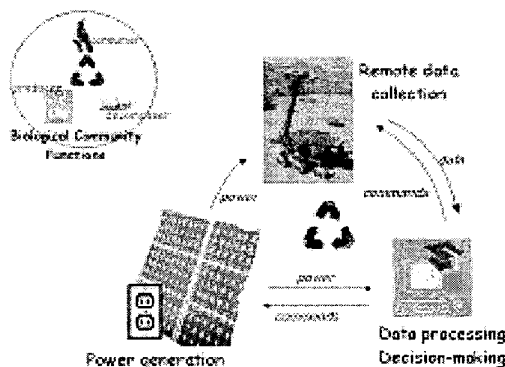 consumer
producer
decomposer
Biological Community
Functions
Remote data
collection
data
commands
power
power
commands
Data processing
Decision-making
Power generation